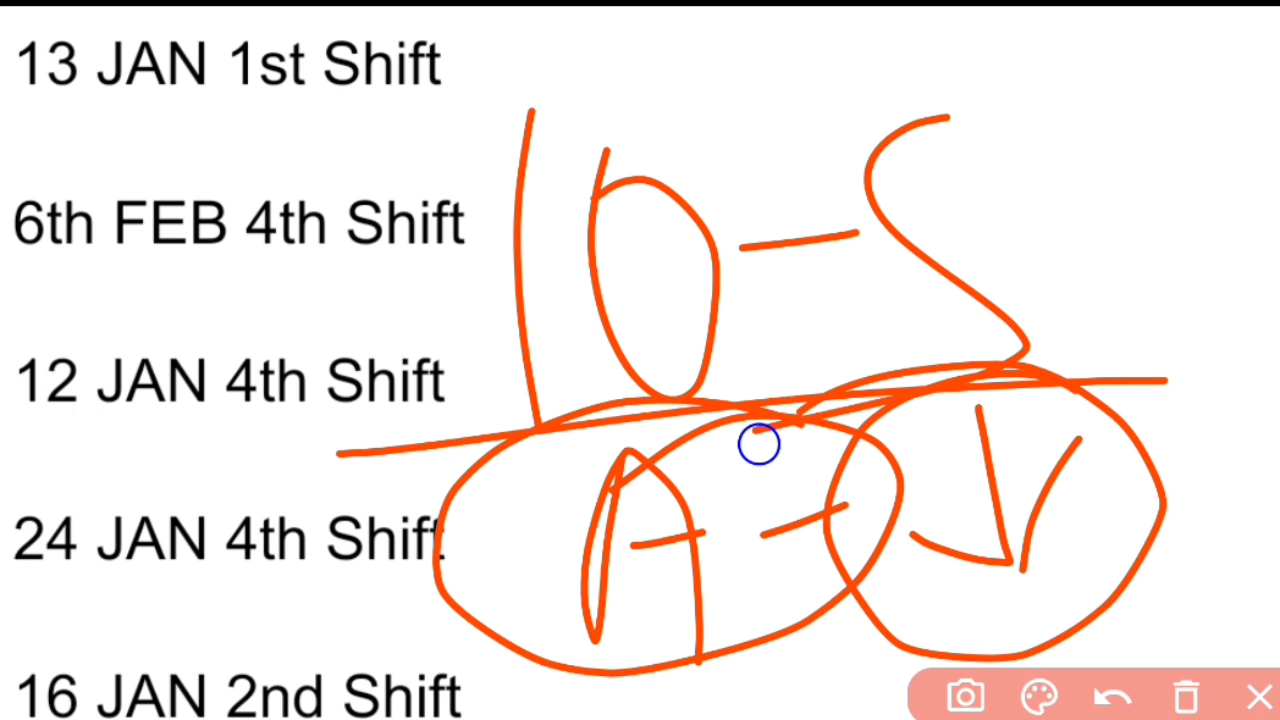 13 JAN 1st Shift
6th FEB 4th Shift
12 JAN 4th Shift
24 JAN 4th Shift
16 JAN 2nd Shift